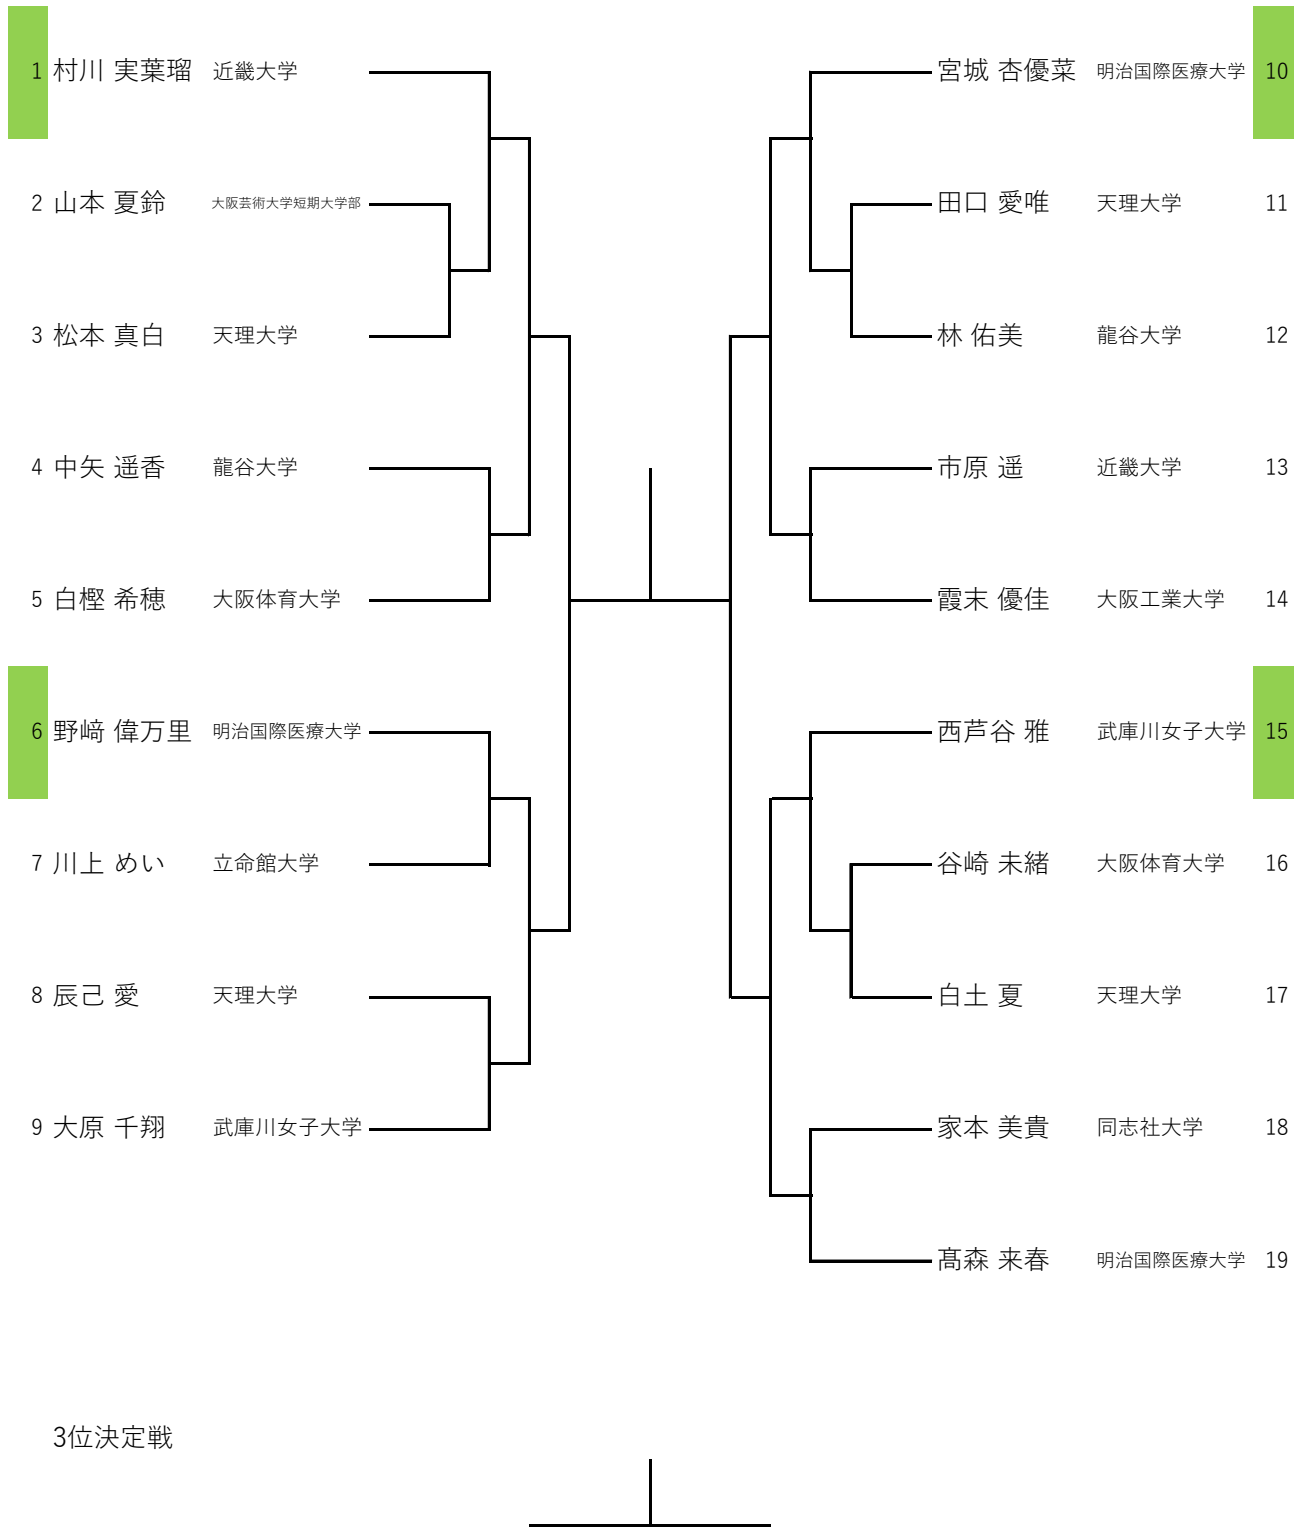 1 村川 実葉瑠 近畿大学
2 山本 夏鈴 大阪芸術大学短期大学部
3 松本 真白 天理大学
4 中矢 遥香 龍谷大学
5 白樫 希穂 大阪体育大学
6 野﨑 偉万里 明治国際医療大学
7 川上 めい 立命館大学
8 辰己 愛 天理大学
9 大原 千翔 武庫川女子大学
宮城 杏優菜 明治国際医療大学 10
田口 愛唯 天理大学 11
林 佑美 龍谷大学 12
市原 遥 近畿大学 13
霞末 優佳 大阪工業大学 14
西芦谷 雅 武庫川女子大学 15
谷崎 未緒 大阪体育大学 16
白土 夏 天理大学 17
家本 美貴 同志社大学 18
髙森 来春 明治国際医療大学 19
3位決定戦